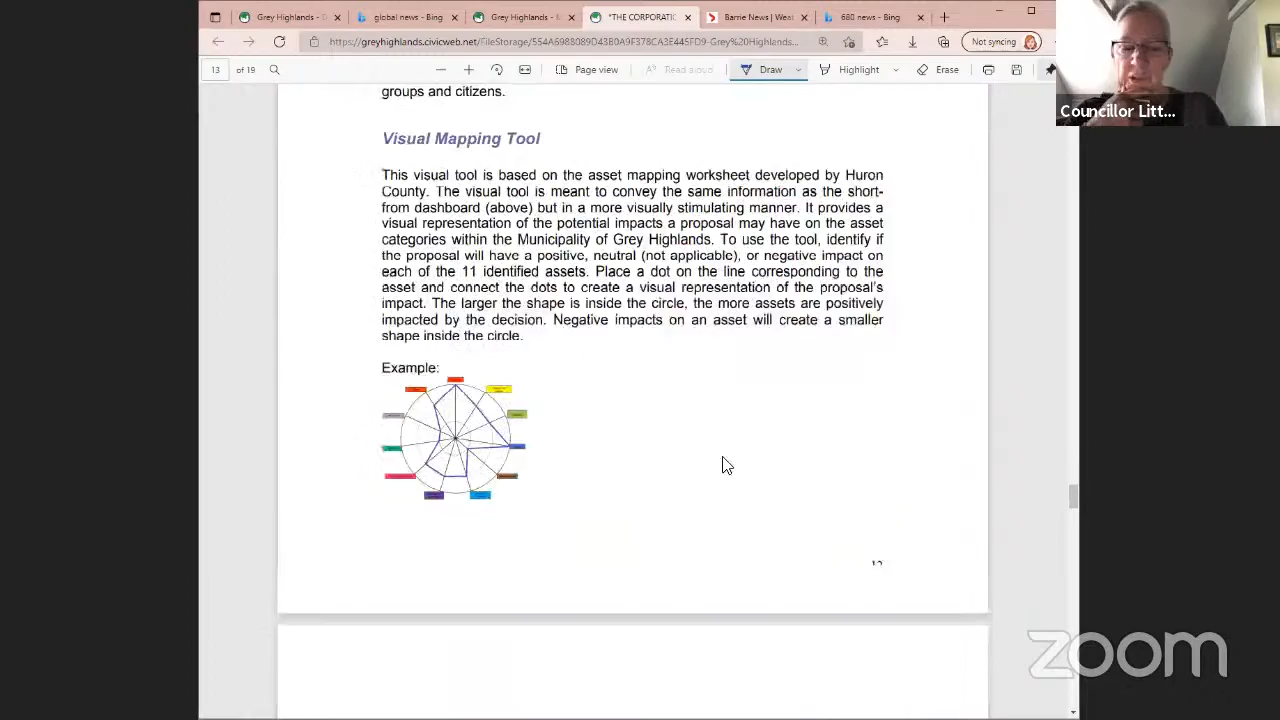 Grey Highlands - D
global news - Bing
Grey Highlands -
*THE CORPORATIO
Barrie News | Wea
680 news - Bing
https://greyhighlands.civicweb.net/FileStorage/554A6988089D43B0A9F378CA3E445FD9-Grey%20Highlands...
Not syncing
13 of 19
Page view
Read aloud
Draw
Highlight
Erase
Councillor Litt...
groups and citizens.
Visual Mapping Tool
This visual tool is based on the asset mapping worksheet developed by Huron
County. The visual tool is meant to convey the same information as the short-
from dashboard (above) but in a more visually stimulating manner. It provides a
visual representation of the potential impacts a proposal may have on the asset
categories within the Municipality of Grey Highlands. To use the tool, identify if
the proposal will have a positive, neutral (not applicable), or negative impact on
each of the 11 identified assets. Place a dot on the line corresponding to the
asset and connect the dots to create a visual representation of the proposal's
impact. The larger the shape is inside the circle, the more assets are positively
impacted by the decision. Negative impacts on an asset will create a smaller
shape inside the circle.
Example:
zoom